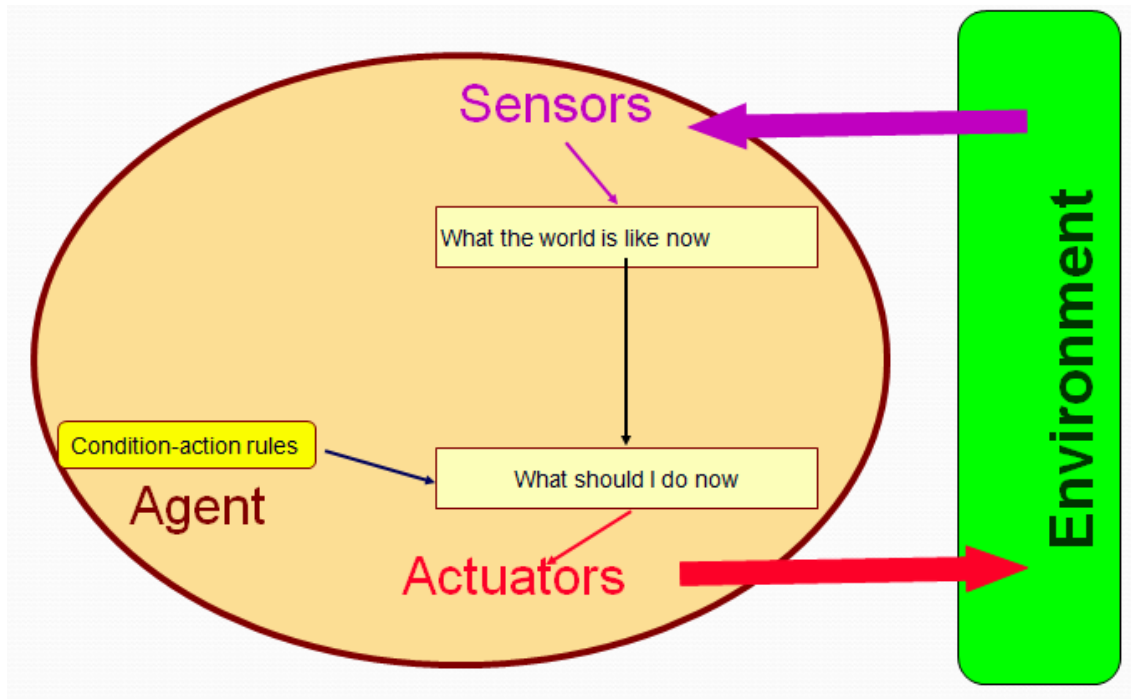 Sensors
What the world is like now
Environment
Condition-action rules
What should I do now
Agent
Actuators